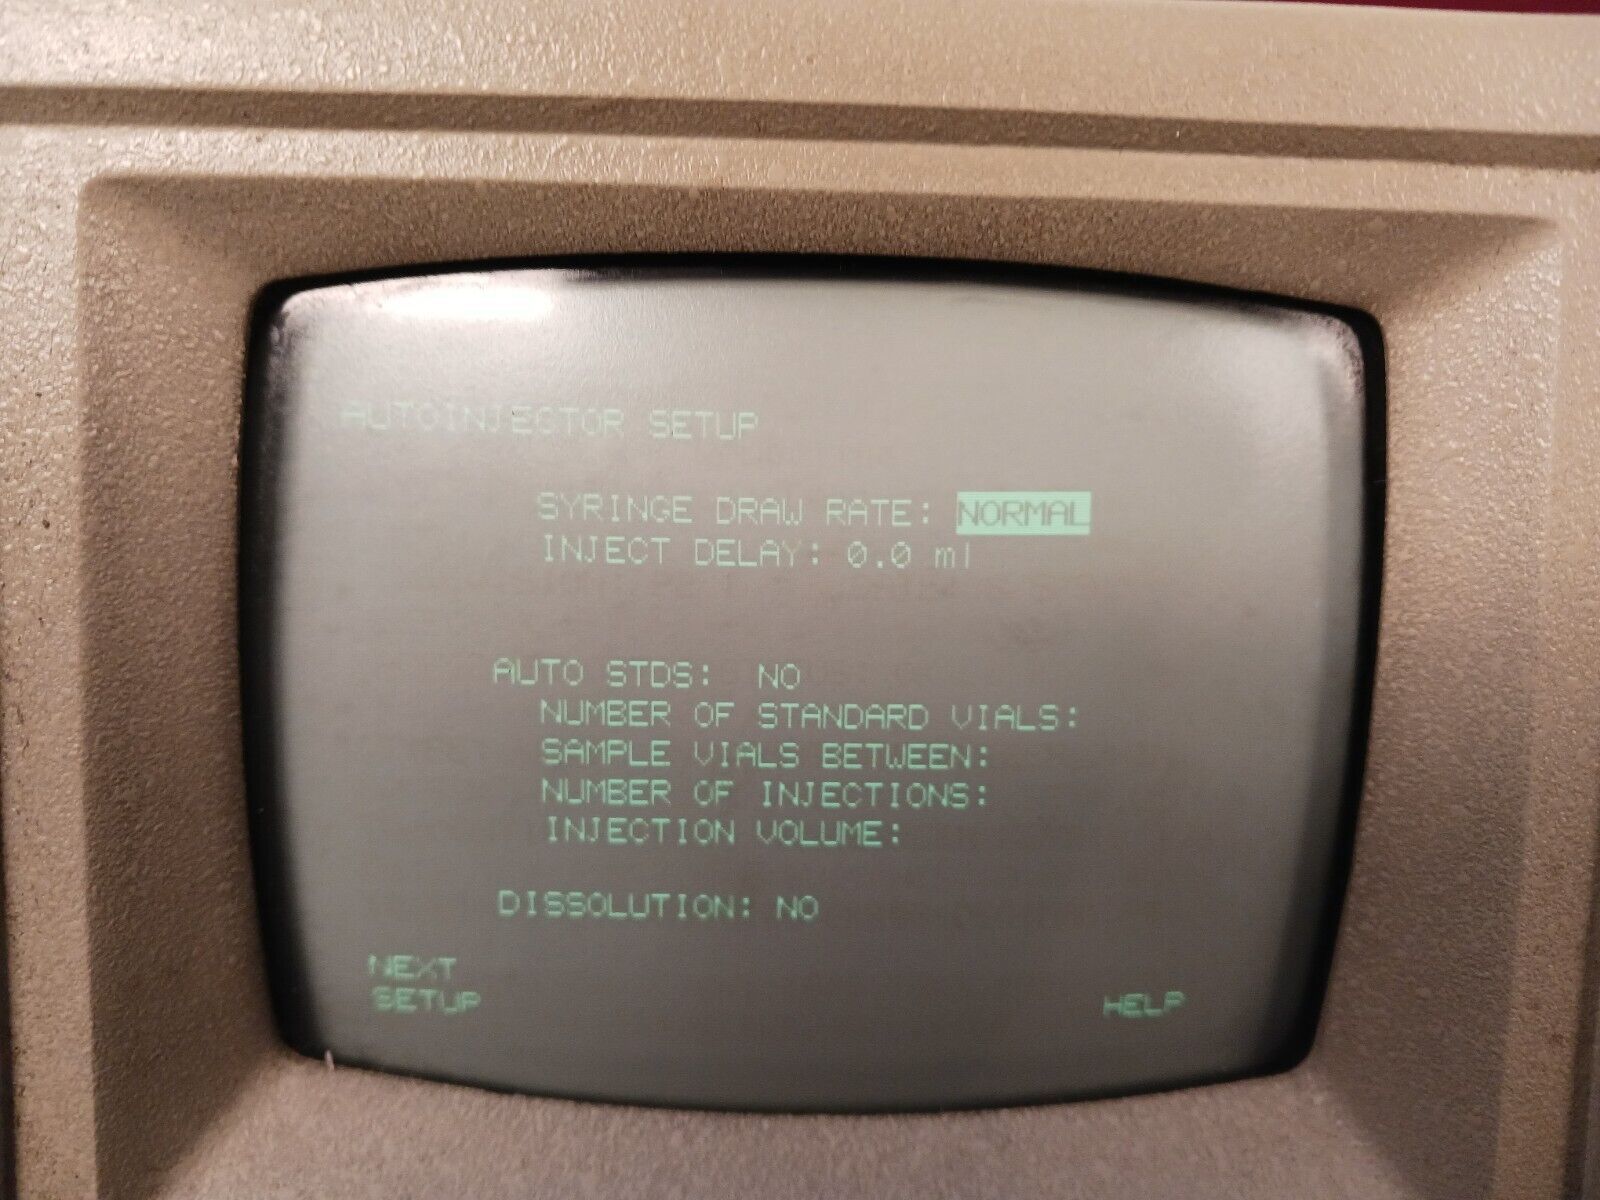 AUTOINJECTOR SETUP
SYRINGE DRAW RATE: NORMAL
INJECT DELAY: 0.0 ml
AUTO STDS: NO
NUMBER OF STANDARD VIALS:
SAMPLE VIALS BETWEEN:
NUMBER OF INJECTIONS:
INJECTION VOLUME:
DISSOLUTION: NO
NEXT
SETUP
HELP